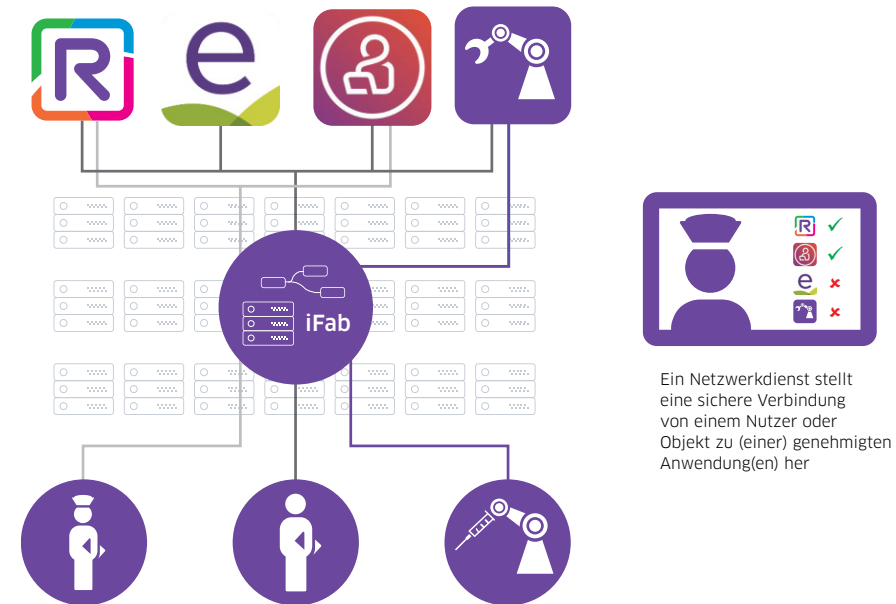 R
e
iFab
R
e
Ein Netzwerkdienst stellt
eine sichere Verbindung
von einem Nutzer oder
Objekt zu (einer) genehmigten
Anwendung(en) her